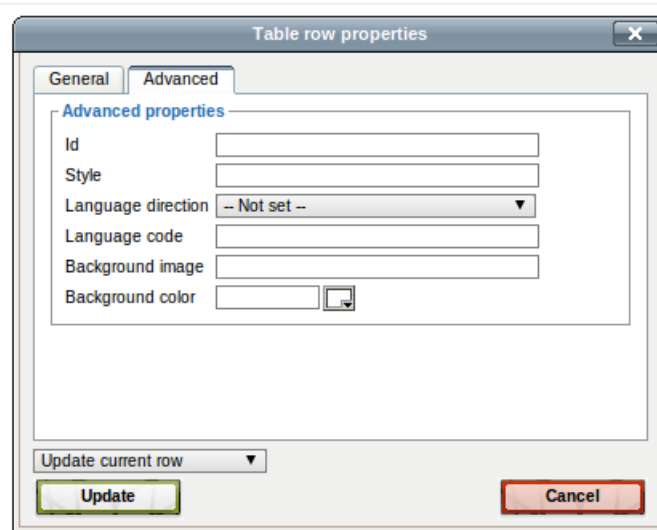 Table row properties
General Advanced
Advanced properties
Id
Style
Language direction -- Not set --
Language code
Background image
Background color
Update current row
Update Cancel